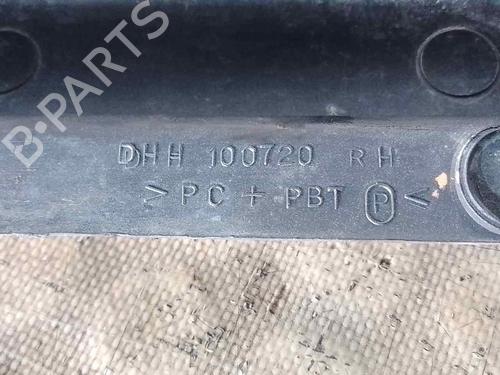 B-PARTS
DHH 100720 RH
>PC + PBT Ⓟ <